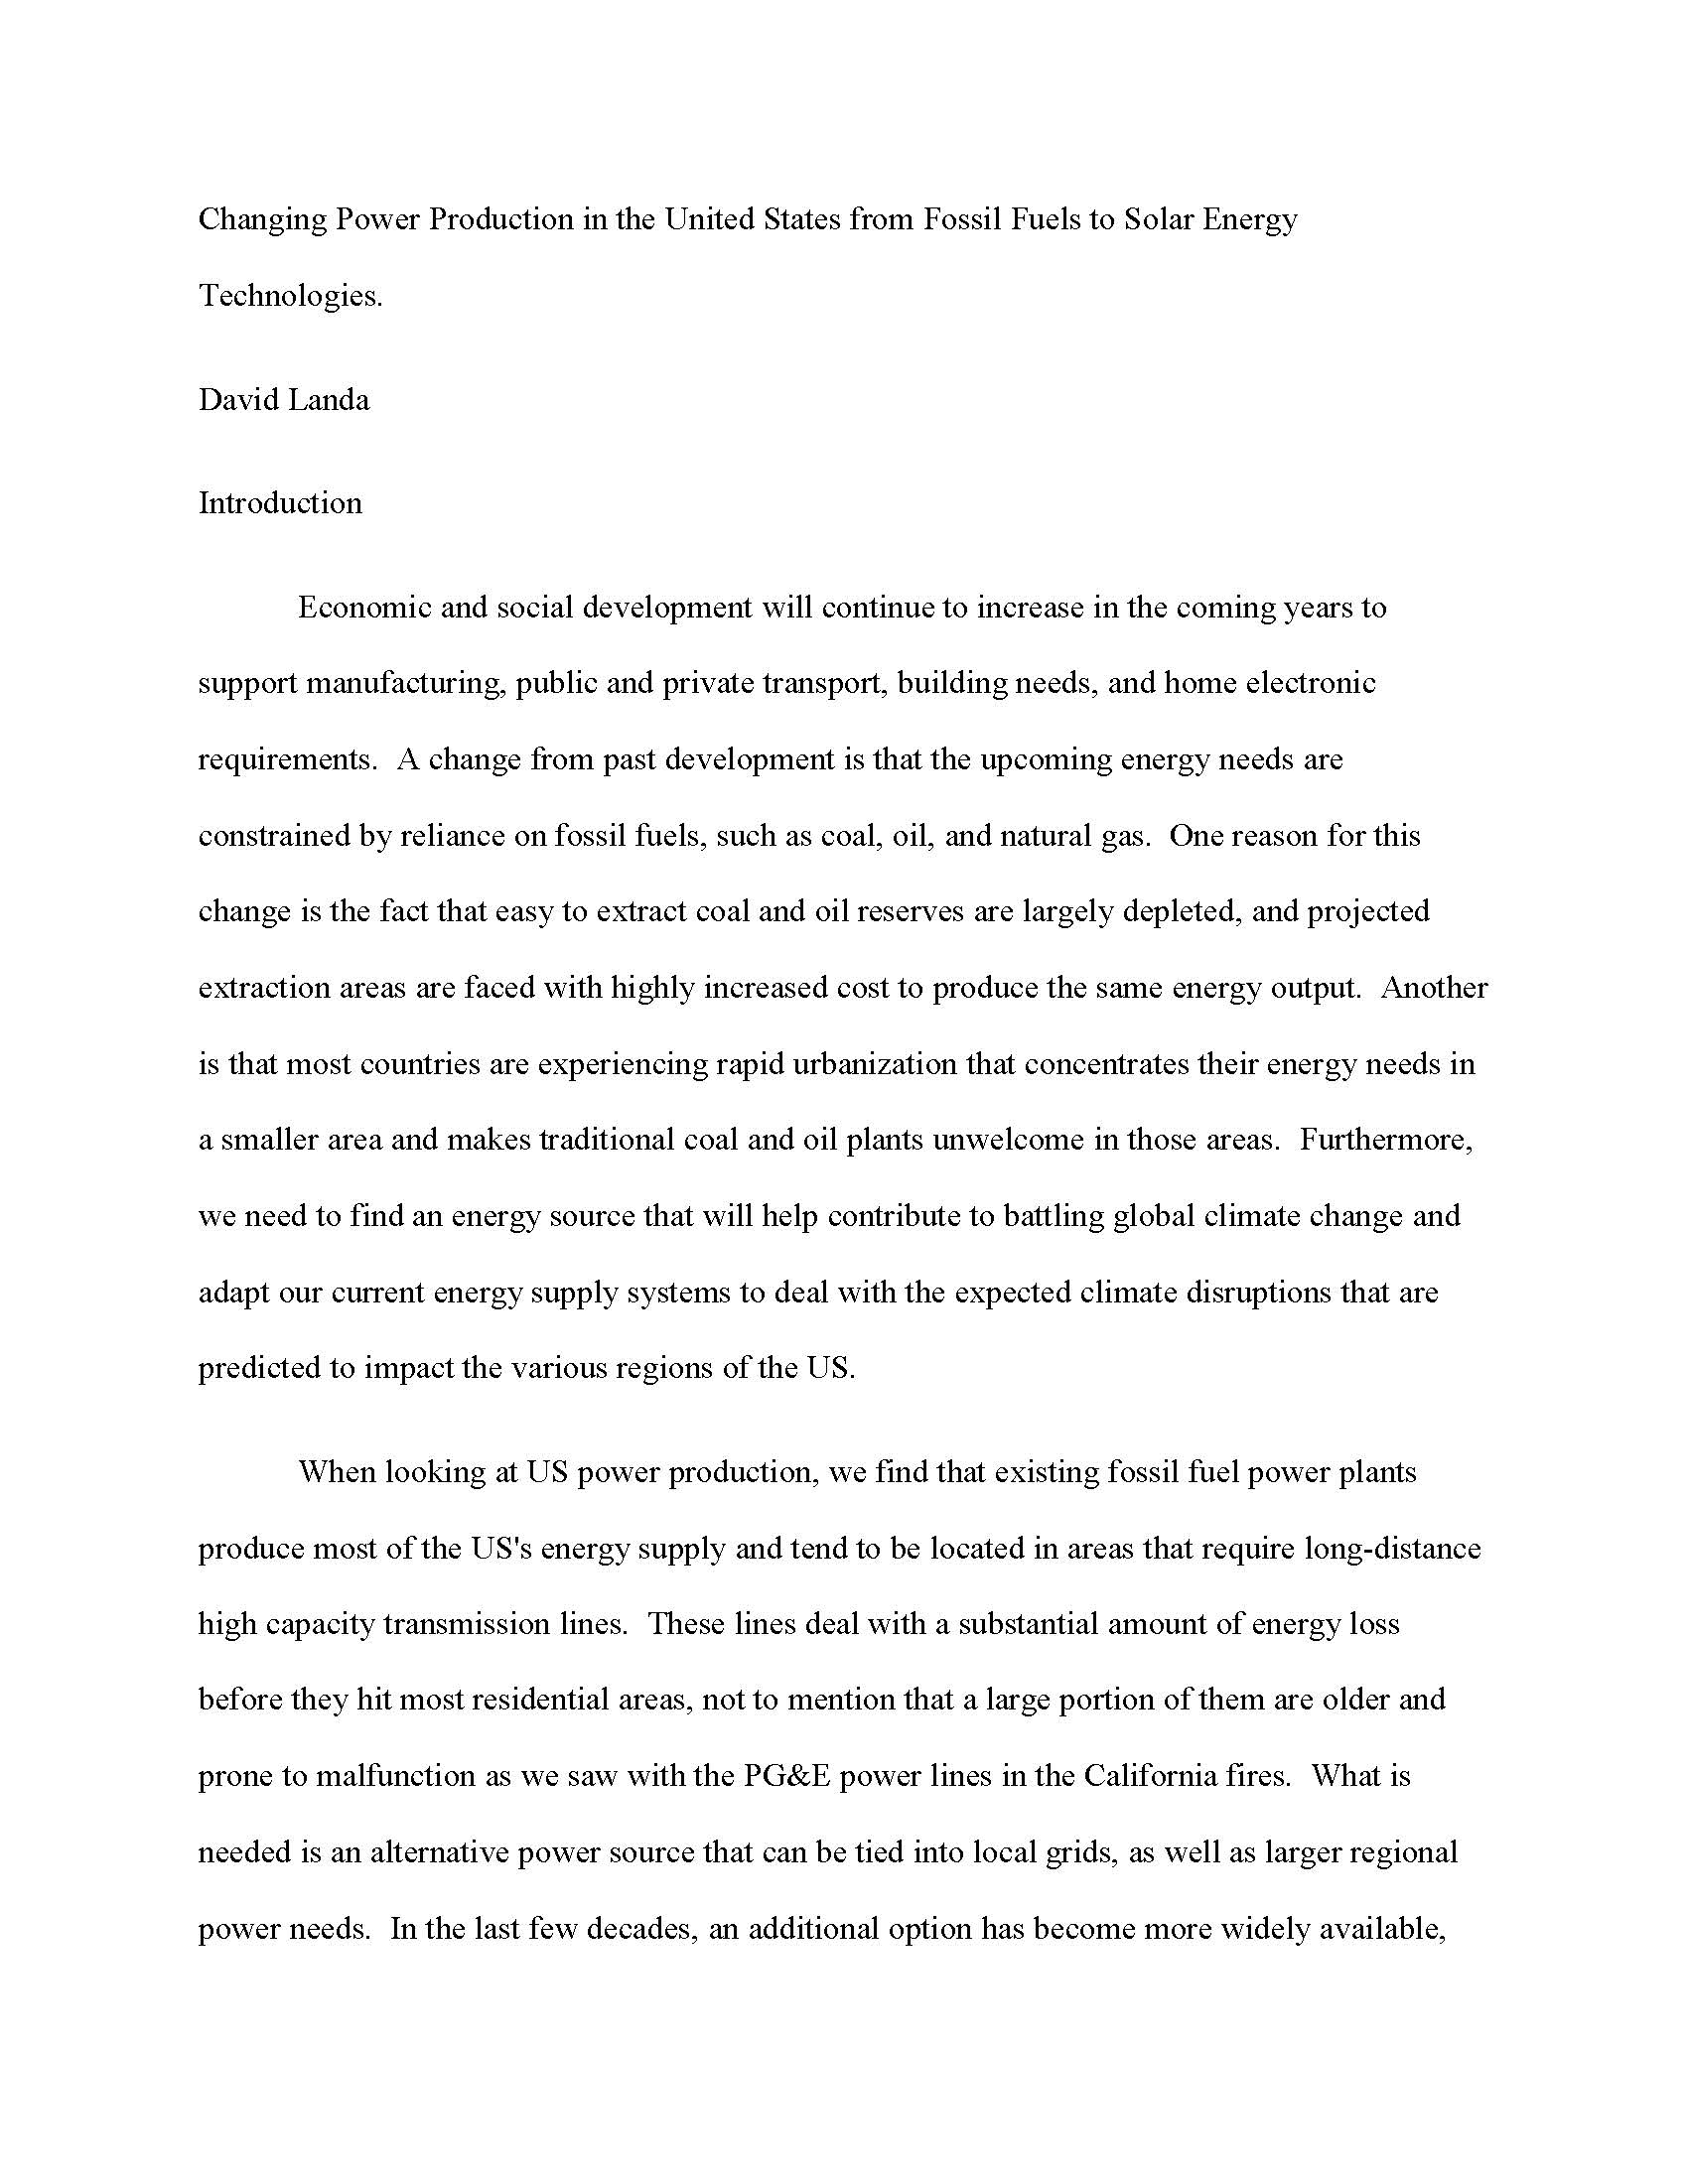 Changing Power Production in the United States from Fossil Fuels to Solar Energy
Technologies.
David Landa
Introduction
Economic and social development will continue to increase in the coming years to
support manufacturing, public and private transport, building needs, and home electronic
requirements.  A change from past development is that the upcoming energy needs are
constrained by reliance on fossil fuels, such as coal, oil, and natural gas.  One reason for this
change is the fact that easy to extract coal and oil reserves are largely depleted, and projected
extraction areas are faced with highly increased cost to produce the same energy output.  Another
is that most countries are experiencing rapid urbanization that concentrates their energy needs in
a smaller area and makes traditional coal and oil plants unwelcome in those areas.  Furthermore,
we need to find an energy source that will help contribute to battling global climate change and
adapt our current energy supply systems to deal with the expected climate disruptions that are
predicted to impact the various regions of the US.
When looking at US power production, we find that existing fossil fuel power plants
produce most of the US's energy supply and tend to be located in areas that require long-distance
high capacity transmission lines.  These lines deal with a substantial amount of energy loss
before they hit most residential areas, not to mention that a large portion of them are older and
prone to malfunction as we saw with the PG&E power lines in the California fires.  What is
needed is an alternative power source that can be tied into local grids, as well as larger regional
power needs.  In the last few decades, an additional option has become more widely available,